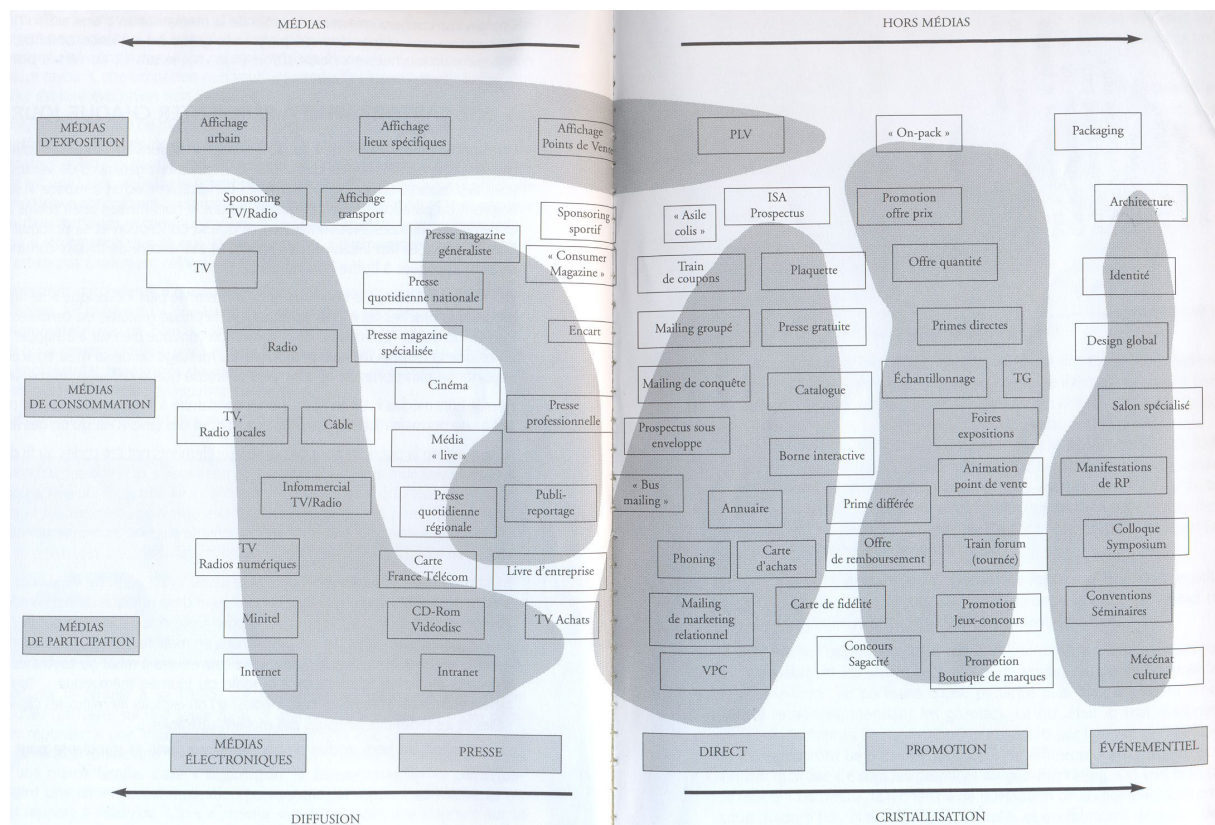 MÉDIAS
HORS MÉDIAS
MÉDIAS
D'EXPOSITION
Affichage
urbain
Affichage
lieux spécifiques
Affichage
Points de Vente
PLV
« On-pack »
Packaging
Sponsoring
TV/Radio
Affichage
transport
Sponsoring
sportif
« Asile
colis »
ISA
Prospectus
Promotion
offre prix
Architecture
TV
Presse magazine
généraliste
« Consumer
Magazine »
Train
de coupons
Plaquette
Offre quantité
Identité
Presse
quotidienne nationale
Radio
Presse magazine
spécialisée
Encart
Mailing groupé
Presse gratuite
Primes directes
Design global
MÉDIAS
DE CONSOMMATION
Cinéma
Mailing de conquête
Catalogue
Échantillonnage
TG
TV,
Radio locales
Câble
Presse
professionnelle
Prospectus sous
enveloppe
Foires
expositions
Salon spécialisé
Média
« live »
Borne interactive
Infommercial
TV/Radio
Presse
quotidienne
régionale
Publi-
reportage
« Bus
mailing »
Annuaire
Prime différée
Animation
point de vente
Manifestations
de RP
TV
Radios numériques
Carte
France Télécom
Livre d'entreprise
Phoning
Carte
d'achats
Offre
de remboursement
Train forum
(tournée)
Colloque
Symposium
MÉDIAS
DE PARTICIPATION
Minitel
CD-Rom
Vidéodisc
TV Achats
Mailing
de marketing
relationnel
Carte de fidélité
Promotion
Jeux-concours
Conventions
Séminaires
Internet
Intranet
VPC
Concours
Sagacité
Promotion
Boutique de marques
Mécénat
culturel
MÉDIAS
ÉLECTRONIQUES
PRESSE
DIRECT
PROMOTION
ÉVÉNEMENTIEL
DIFFUSION
CRISTALLISATION